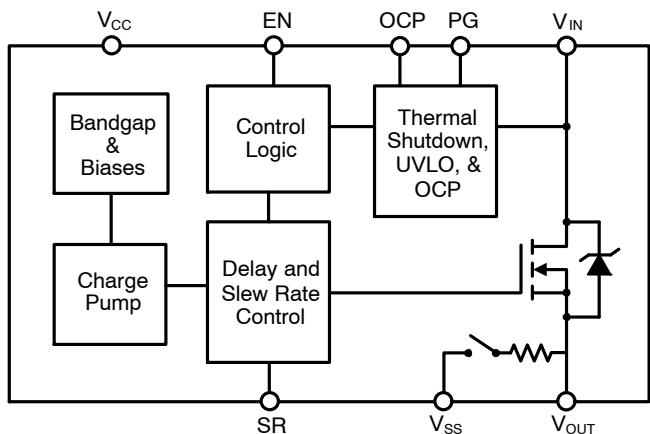 VCC EN OCP PG VIN
Bandgap
&
Biases
Control
Logic
Thermal
Shutdown,
UVLO, &
OCP
Charge
Pump
Delay and
Slew Rate
Control
SR VSS VOUT